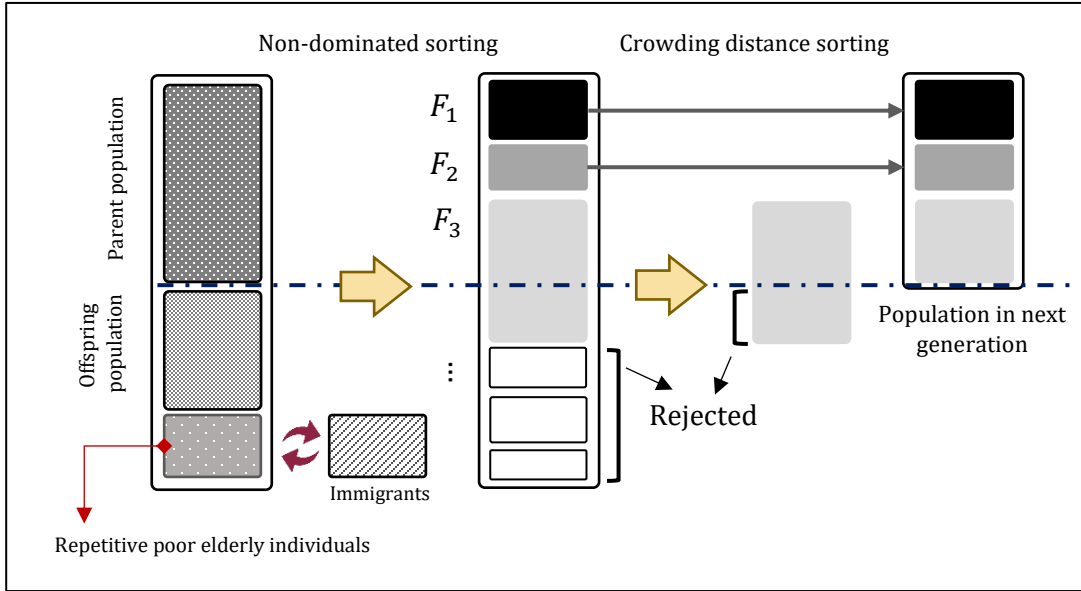 Non-dominated sorting
Crowding distance sorting
Parent population
Offspring
population
F1
F2
F3
...
Rejected
Population in next
generation
Immigrants
Repetitive poor elderly individuals